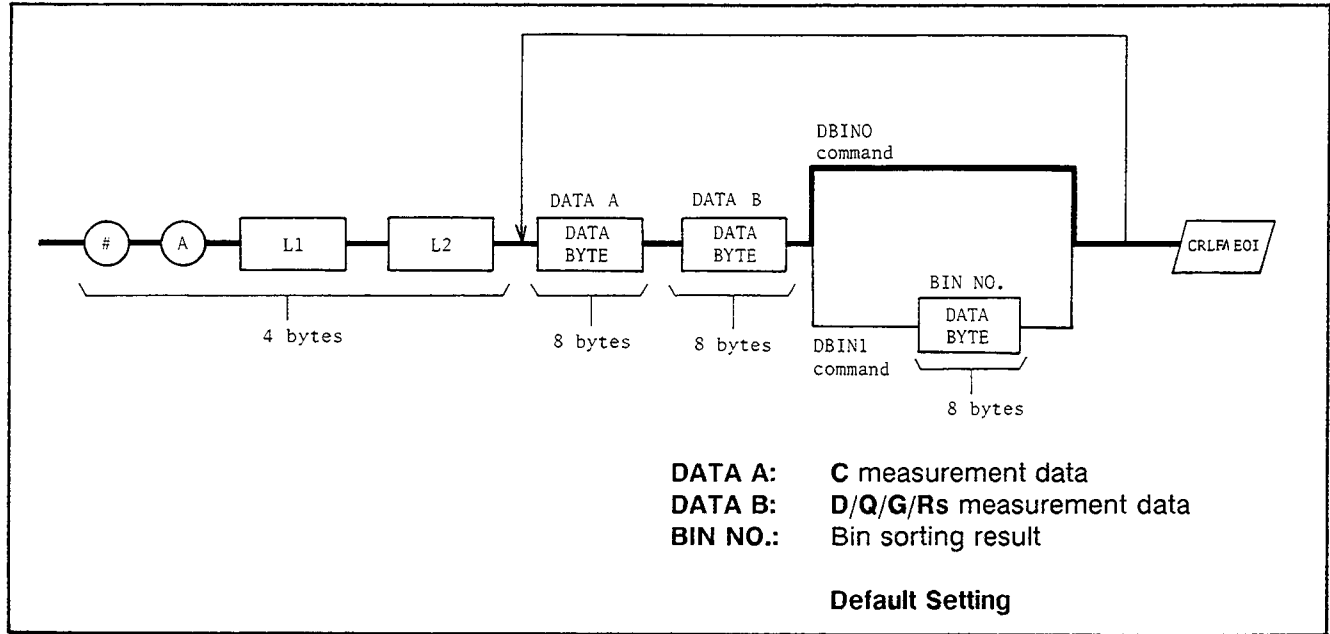 DBIN0
command
DATA A
DATA B
#
A
L1
L2
DATA
BYTE
DATA
BYTE
CRLFΛEOI
BIN NO.
DATA
BYTE
4 bytes
8 bytes
8 bytes
DBIN1
command
8 bytes
DATA A: C measurement data
DATA B: D/Q/G/Rs measurement data
BIN NO.: Bin sorting result
Default Setting